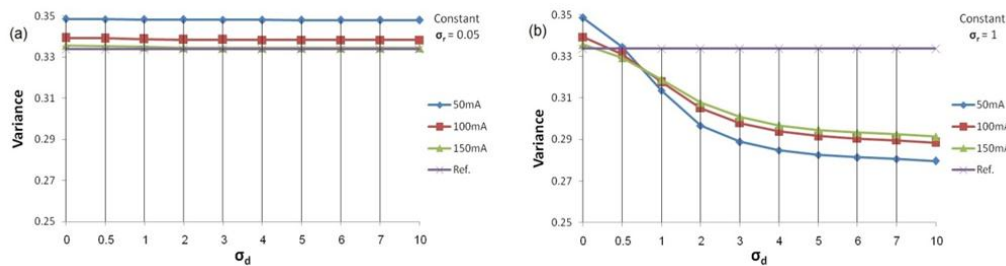 (a)
Variance
0.35
0.33
0.31
0.29
0.27
0.25
0 0.5 1 2 3 4 5 6 7 10
σd
Constant
σr = 0.05
50mA
100mA
150mA
Ref.
(b)
Variance
0.35
0.33
0.31
0.29
0.27
0.25
0 0.5 1 2 3 4 5 6 7 10
σd
Constant
σr = 1
50mA
100mA
150mA
Ref.